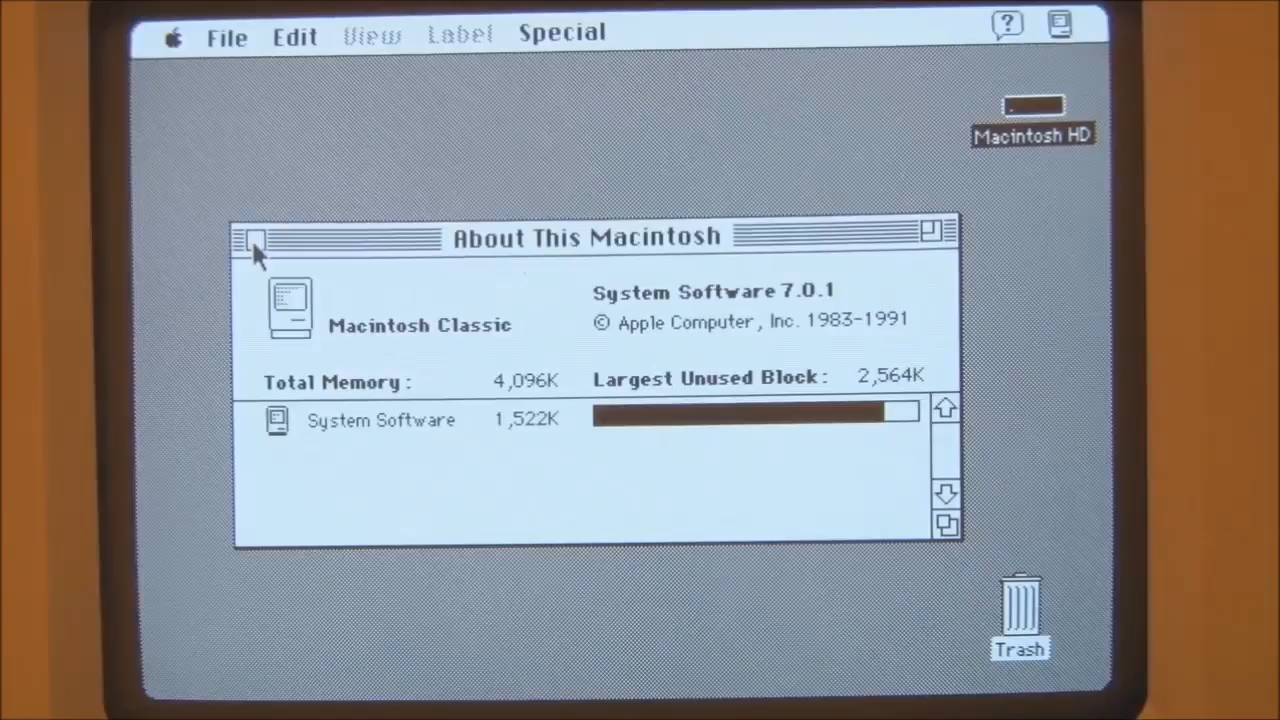 File Edit View Label Special
Macintosh HD
About This Macintosh
System Software 7.0.1
Macintosh Classic
© Apple Computer, Inc. 1983-1991
Total Memory: 4,096K Largest Unused Block: 2,564K
System Software 1,522K
Trash